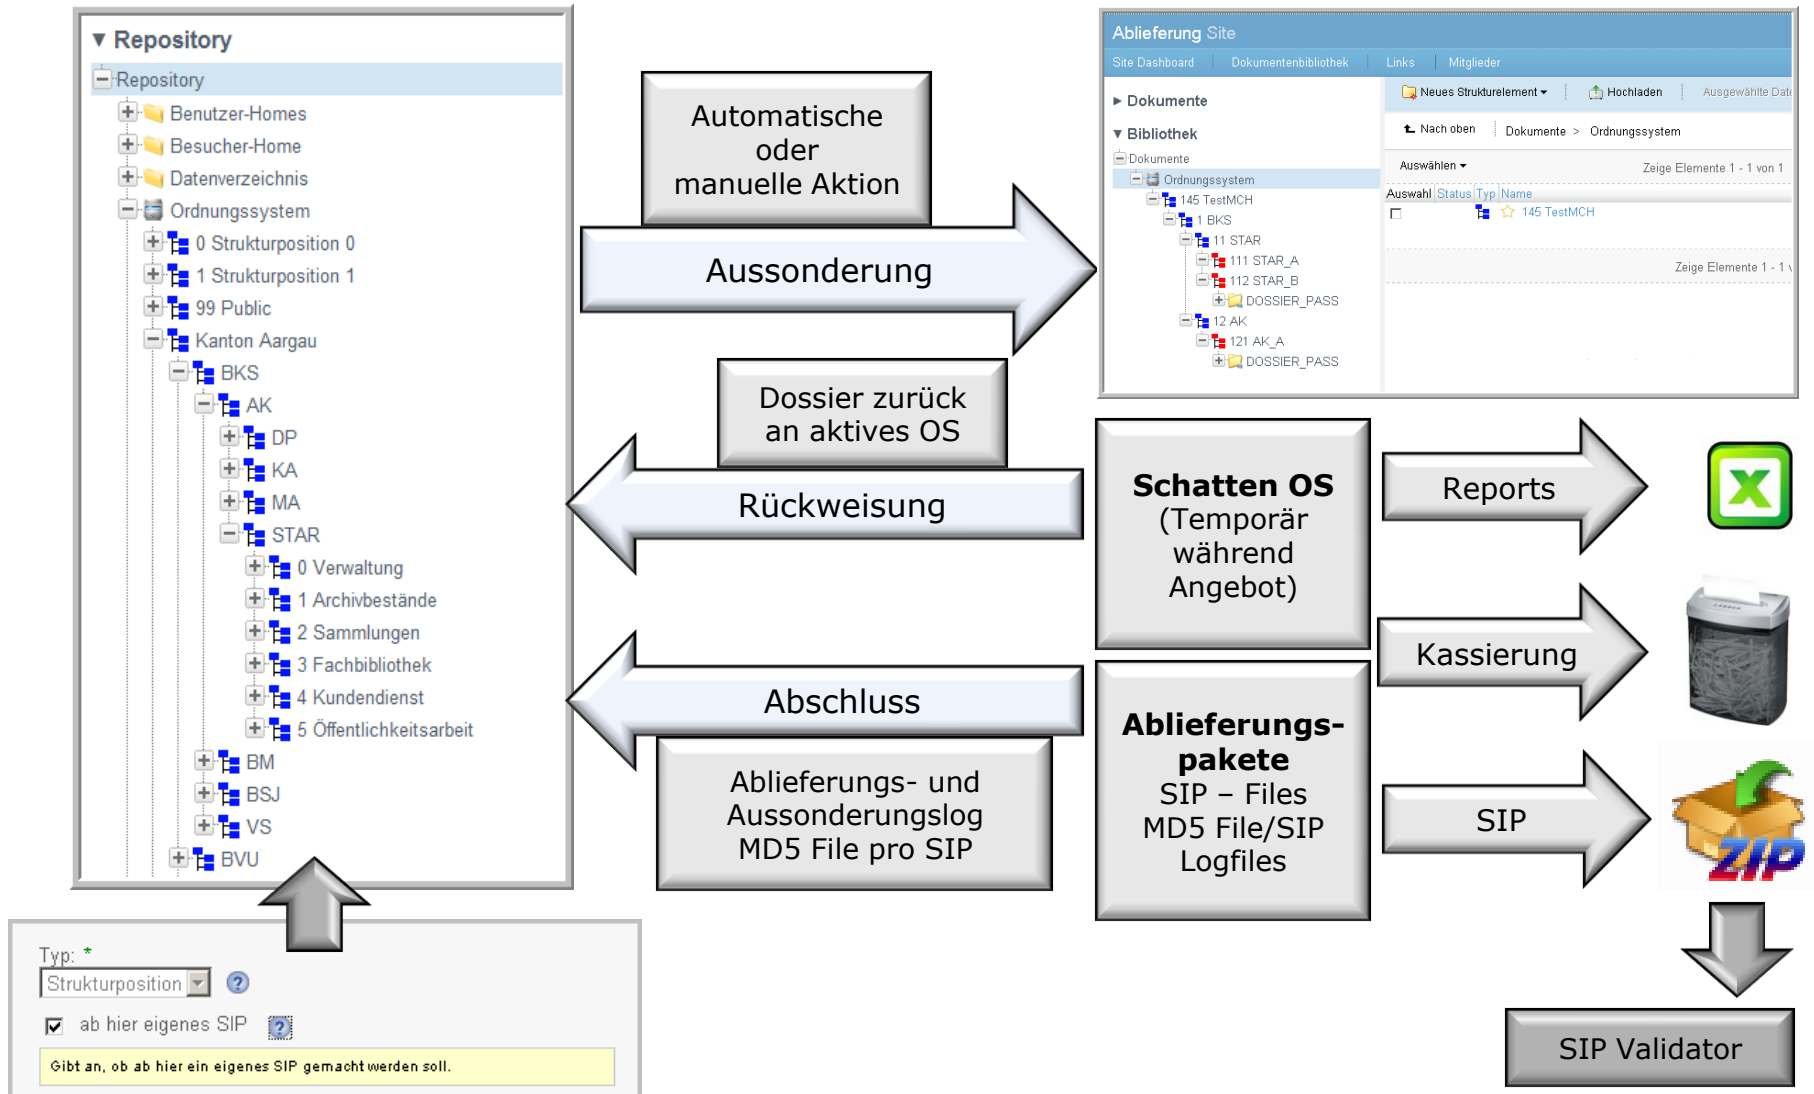 ▼ Repository
Repository
Benutzer-Homes
Besucher-Home
Datenverzeichnis
Ordnungssystem
0 Strukturposition 0
1 Strukturposition 1
99 Public
Kanton Aargau
BKS
AK
DP
KA
MA
STAR
0 Verwaltung
1 Archivbestände
2 Sammlungen
3 Fachbibliothek
4 Kundendienst
5 Öffentlichkeitsarbeit
BM
BSJ
VS
BVU
Typ: *
Strukturposition
ab hier eigenes SIP
Gibt an, ob ab hier ein eigenes SIP gemacht werden soll.
Automatische
oder
manuelle Aktion
Aussonderung
Dossier zurück
an aktives OS
Rückweisung
Abschluss
Ablieferungs- und
Aussonderungslog
MD5 File pro SIP
Ablieferung Site
Site Dashboard Dokumentenbibliothek Links Mitglieder
► Dokumente
▼ Bibliothek
Dokumente
Ordnungssystem
145 TestMCH
1 BKS
11 STAR
111 STAR_A
112 STAR_B
DOSSIER_PASS
12 AK
121 AK_A
DOSSIER_PASS
Neues Strukturelement Hochladen Ausgewählte Date
Nach oben Dokumente > Ordnungssystem
Auswählen Zeige Elemente 1 - 1 von 1
Auswahl Status Typ Name
145 TestMCH
Zeige Elemente 1 - 1 v
Schatten OS
(Temporär
während
Angebot)
Ablieferungs-
pakete
SIP – Files
MD5 File/SIP
Logfiles
Reports
X
Kassierung
SIP
ZIP
SIP Validator